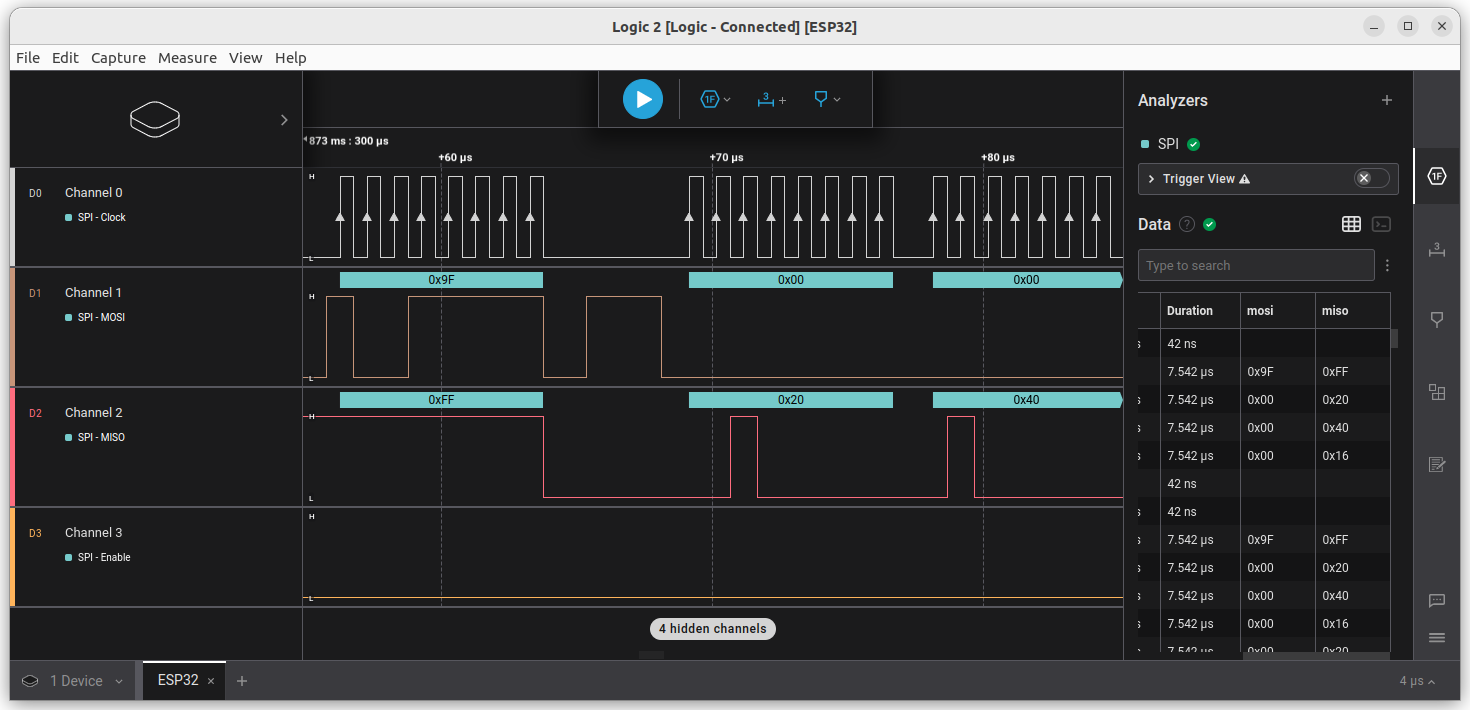 Logic 2 [Logic - Connected] [ESP32]
File Edit Capture Measure View Help
1F 3 +
873 ms : 300 µs
+60 µs +70 µs +80 µs
D0 Channel 0
SPI - Clock
H
L
0x9F 0x00 0x00
D1 Channel 1
SPI - MOSI
H
L
0xFF 0x20 0x40
D2 Channel 2
SPI - MISO
H
L
D3 Channel 3
SPI - Enable
H
L
4 hidden channels
Analyzers +
SPI
Trigger View
Data ?
Type to search
Duration mosi miso
s 42 ns
s 7.542 µs 0x9F 0xFF
s 7.542 µs 0x00 0x20
s 7.542 µs 0x00 0x40
s 7.542 µs 0x00 0x16
42 ns
s 42 ns
s 7.542 µs 0x9F 0xFF
s 7.542 µs 0x00 0x20
s 7.542 µs 0x00 0x40
s 7.542 µs 0x00 0x16
7.542 µs 0x00 0x20
1F
3
1 Device ESP32 × +
4 µs